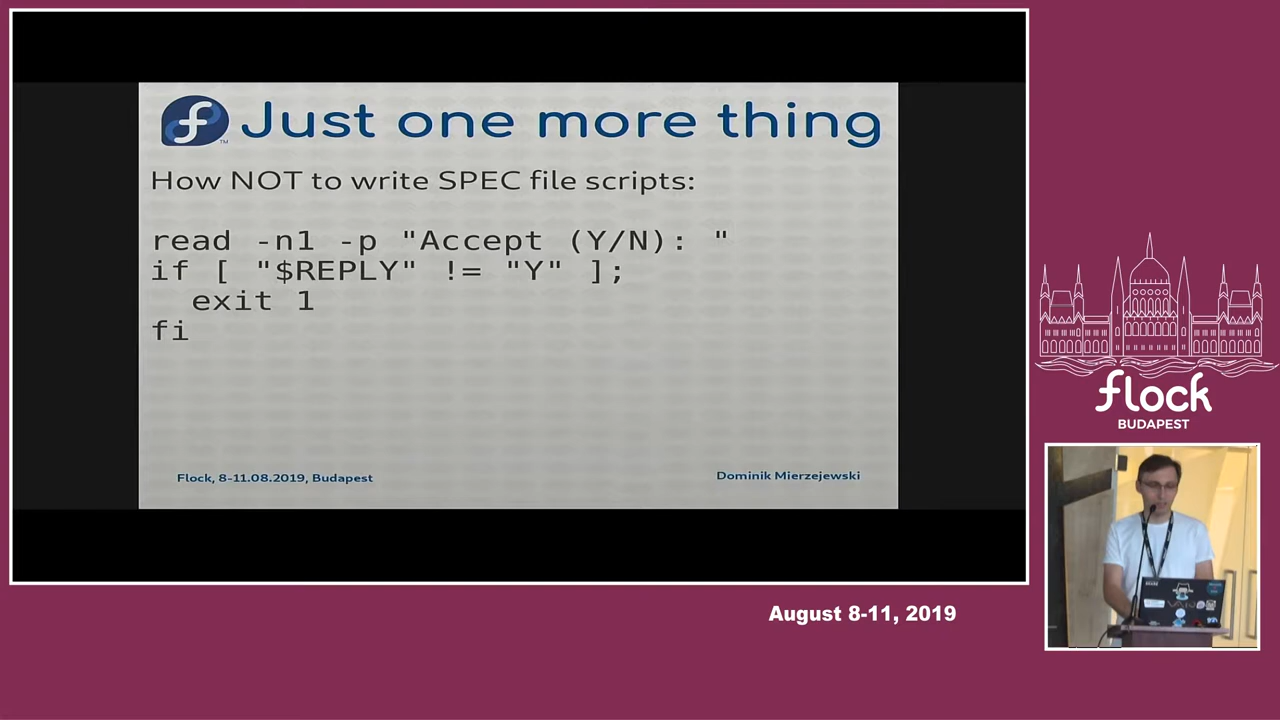 Just one more thing
How NOT to write SPEC file scripts:
read -n1 -p "Accept (Y/N): "
if [ "$REPLY" != "Y" ];
  exit 1
fi
Flock, 8-11.08.2019, Budapest
Dominik Mierzejewski
flock
BUDAPEST
August 8-11, 2019